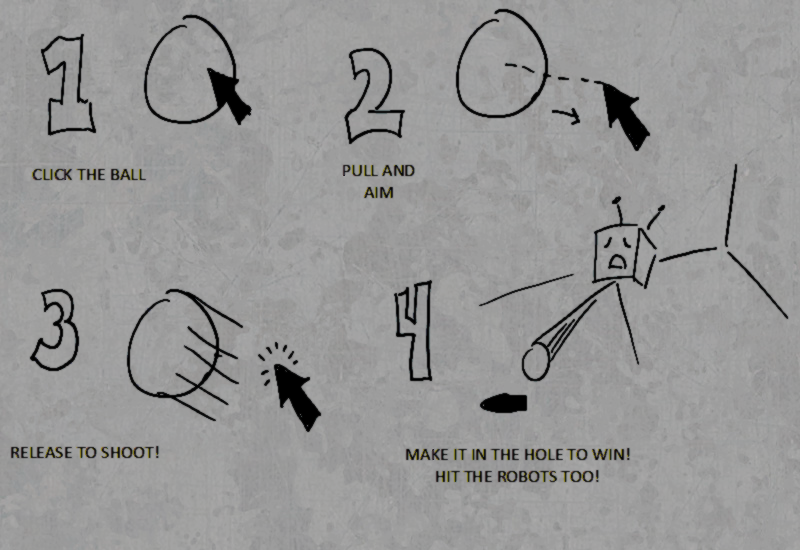 1
CLICK THE BALL
2
PULL AND
AIM
3
RELEASE TO SHOOT!
4
MAKE IT IN THE HOLE TO WIN!
HIT THE ROBOTS TOO!